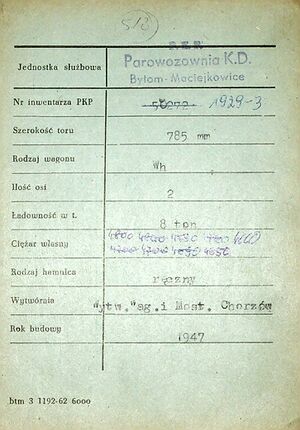 513
R E N
Jednostka służbowa Parowozownia K.D.
Bytom-Maciejkowice
Nr inwentarza PKP 1929-3
Szerokość toru 785 mm
Rodzaj wagonu Wh
Ilość osi 2
Ładowność w t. 8 ton
Ciężar własny
Rodzaj hamulca ręczny
Wytwórnia Wytw. Wag. i Most. Chorzów
Rok budowy 1947
btm 3 1192-62 6000